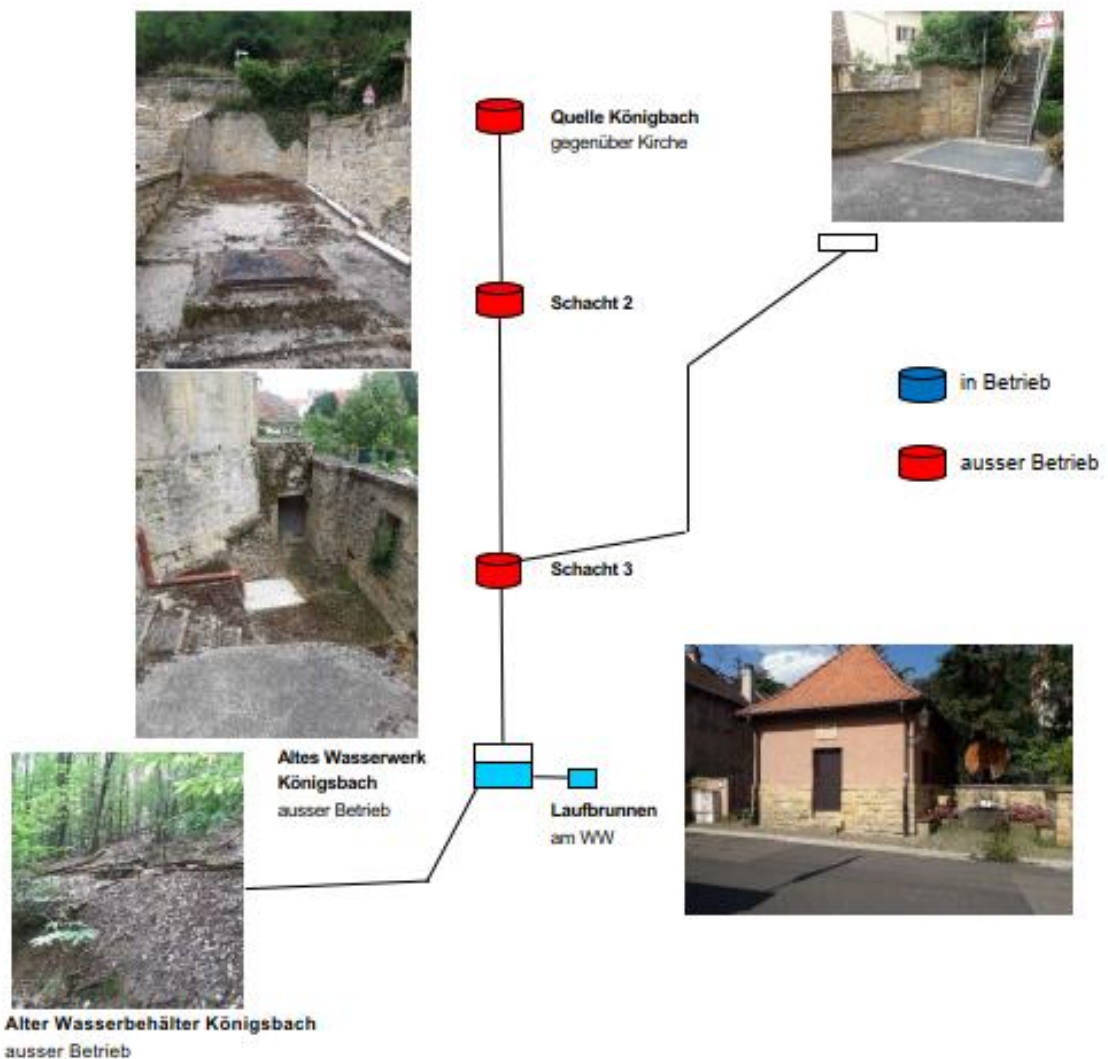 Quelle Königbach
gegenüber Kirche
Schacht 2
in Betrieb
ausser Betrieb
Schacht 3
Altes Wasserwerk
Königsbach
ausser Betrieb
Laufbrunnen
am WW
Alter Wasserbehälter Königsbach
ausser Betrieb